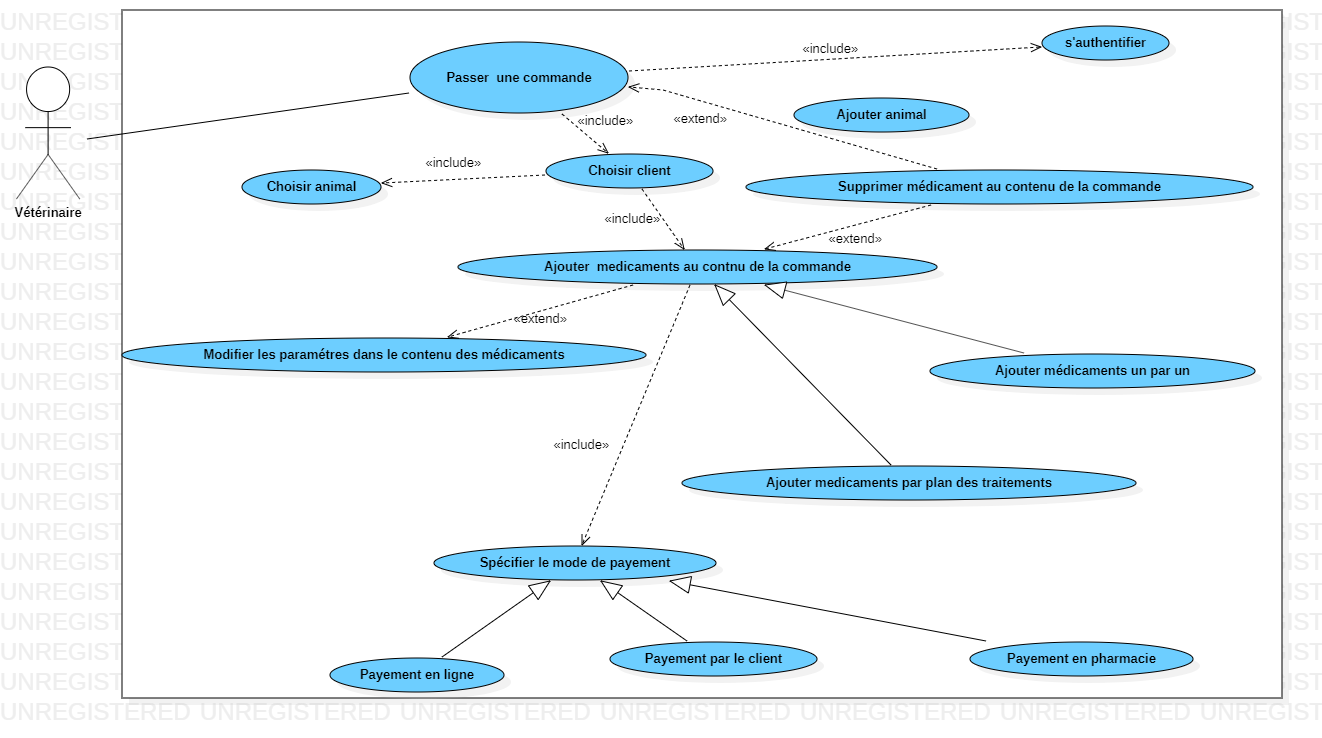 UNREGISTERED UNREGISTERED UNREGISTERED UNREGISTERED UNREGISTERED UNREGISTERED UNREGIST
s'authentifier
«include»
Passer une commande
Ajouter animal
«include»
«extend»
«include»
Choisir client
Choisir animal
Supprimer médicament au contenu de la commande
Vétérinaire
«include»
«extend»
Ajouter medicaments au contnu de la commande
«extend»
Modifier les paramétres dans le contenu des médicaments
Ajouter médicaments un par un
«include»
Ajouter medicaments par plan des traitements
Spécifier le mode de payement
Payement par le client
Payement en pharmacie
Payement en ligne